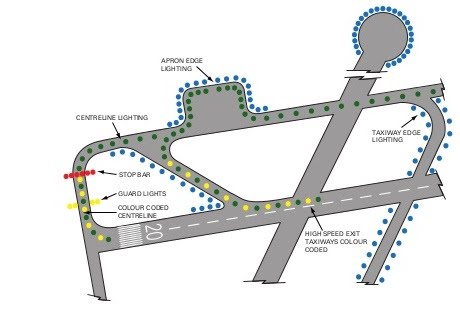 APRON EDGE
LIGHTING
CENTRELINE LIGHTING
TAXIWAY EDGE
LIGHTING
STOP BAR
GUARD LIGHTS
COLOUR CODED
CENTRELINE
20
HIGH SPEED EXIT
TAXIWAYS COLOUR
CODED